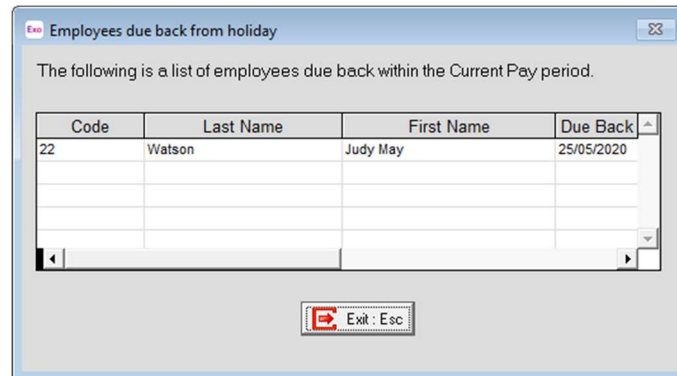 Exo Employees due back from holiday
The following is a list of employees due back within the Current Pay period.
Code Last Name First Name Due Back
22 Watson Judy May 25/05/2020
Exit : Esc